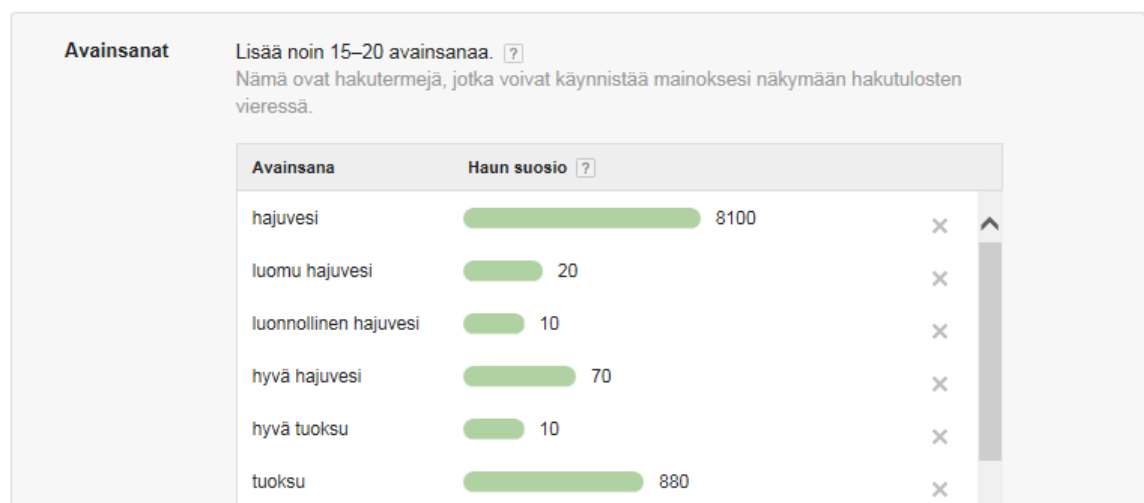 Avainsanat
Lisää noin 15–20 avainsanaa. ?
Nämä ovat hakutermejä, jotka voivat käynnistää mainoksesi näkymään hakutulosten
vieressä.
Avainsana Haun suosio ?
hajuvesi 8100
luomu hajuvesi 20
luonnollinen hajuvesi 10
hyvä hajuvesi 70
hyvä tuoksu 10
tuoksu 880